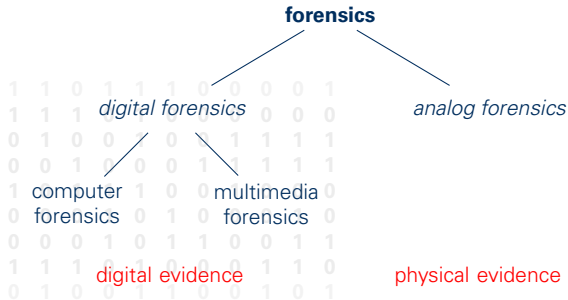 forensics
digital forensics analog forensics
computer forensics
multimedia forensics
digital evidence physical evidence